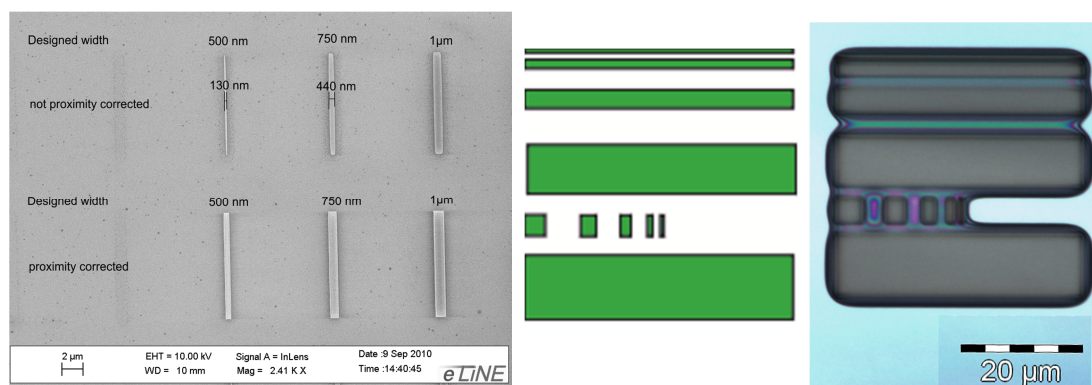 Designed width
500 nm
750 nm
1µm
130 nm
440 nm
not proximity corrected
Designed width
500 nm
750 nm
1µm
proximity corrected
2 µm
EHT = 10.00 kV
Signal A = InLens
Date :9 Sep 2010
WD = 10 mm
Mag = 2.41 K X
Time :14:40:45
eLiNE
20 µm